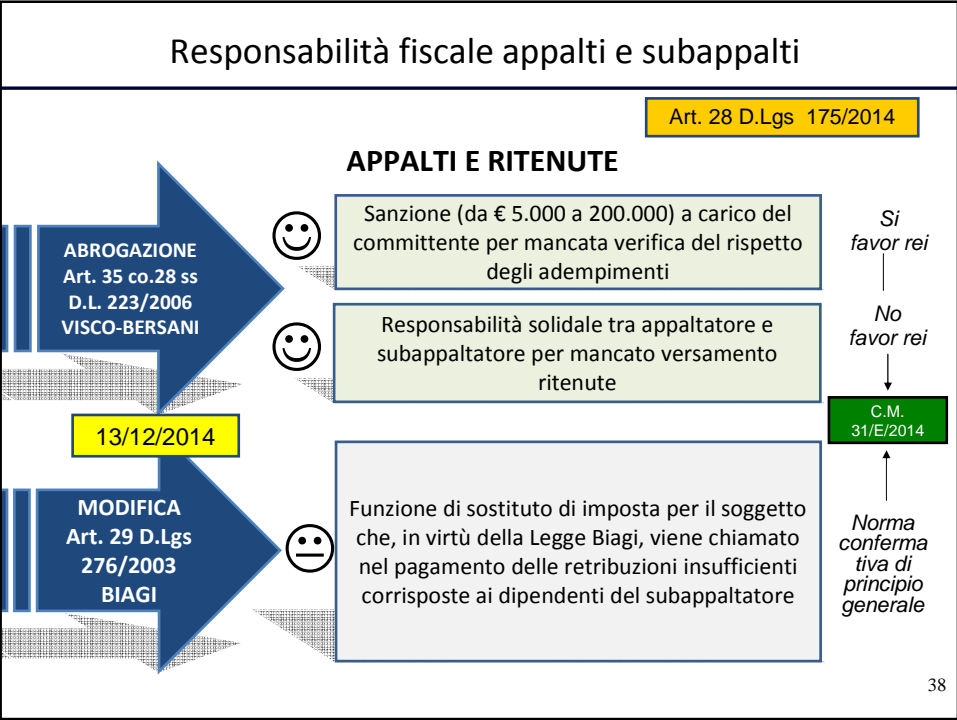 Responsabilità fiscale appalti e subappalti
Art. 28 D.Lgs 175/2014
APPALTI E RITENUTE
ABROGAZIONE
Art. 35 co.28 ss
D.L. 223/2006
VISCO-BERSANI
Sanzione (da € 5.000 a 200.000) a carico del
committente per mancata verifica del rispetto
degli adempimenti
Si
favor rei
Responsabilità solidale tra appaltatore e
subappaltatore per mancato versamento
ritenute
No
favor rei
C.M.
31/E/2014
13/12/2014
MODIFICA
Art. 29 D.Lgs
276/2003
BIAGI
Funzione di sostituto di imposta per il soggetto
che, in virtù della Legge Biagi, viene chiamato
nel pagamento delle retribuzioni insufficienti
corrisposte ai dipendenti del subappaltatore
Norma
conferma
tiva di
principio
generale
38